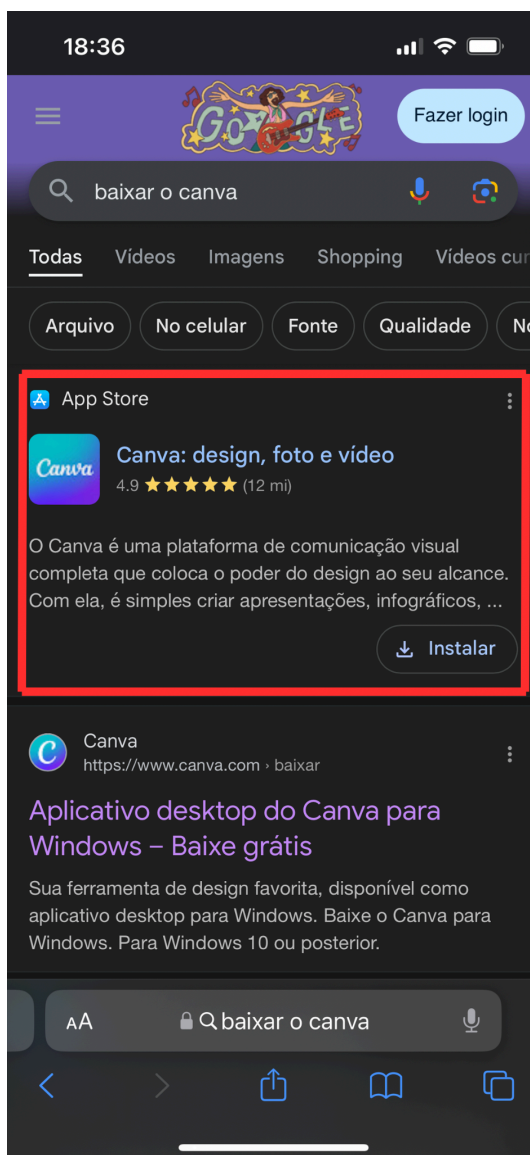 18:36
GOOGLE
Fazer login
baixar o canva
Todas Vídeos Imagens Shopping Vídeos cur
Arquivo No celular Fonte Qualidade No
App Store
Canva
Canva: design, foto e vídeo
4.9 ★★★★★ (12 mi)
O Canva é uma plataforma de comunicação visual
completa que coloca o poder do design ao seu alcance.
Com ela, é simples criar apresentações, infográficos, ...
Instalar
C
Canva
https://www.canva.com › baixar
Aplicativo desktop do Canva para
Windows – Baixe grátis
Sua ferramenta de design favorita, disponível como
aplicativo desktop para Windows. Baixe o Canva para
Windows. Para Windows 10 ou posterior.
AA baixar o canva